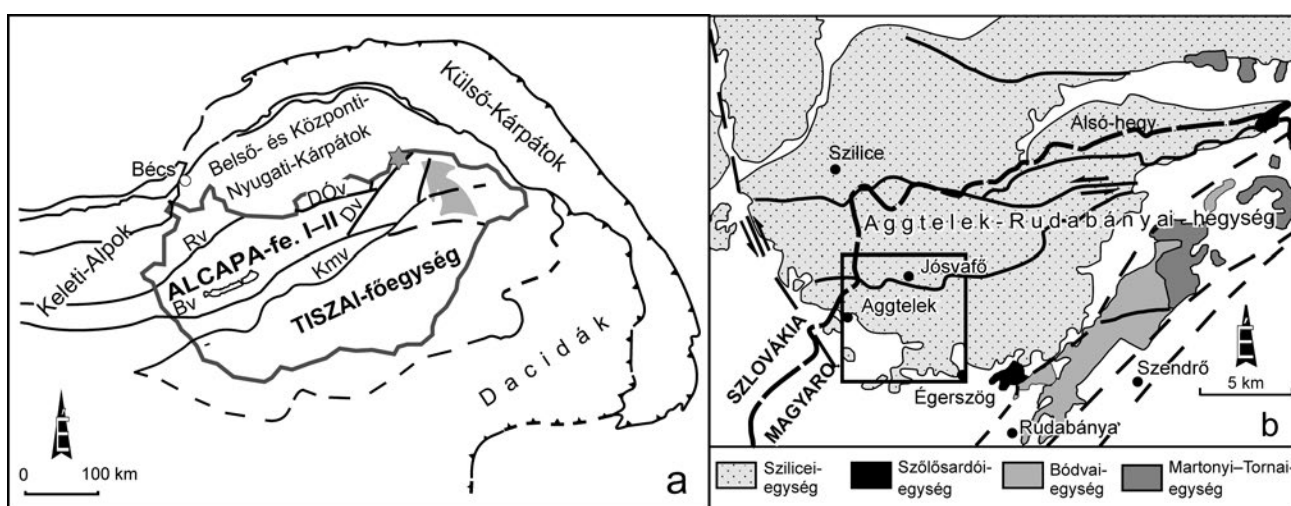 Külső-Kárpátok
Belső- és Központi-
Nyugati-Kárpátok
Bécs
DÓv
Dv
Rv
ALCAPA-fe. I–II
Kmv
Bv
TISZAI-főegység
Keleti-Alpok
Dacidák
0 100 km
a
Alsó-hegy
Szilice
Aggtelek-Rudabányai-hegység
Jósvafő
Aggtelek
SZLOVÁKIA
MAGYARO.
Égerszög
Szendrő
Rudabánya
5 km
b
Szilicei-
egység
Szőlősardói-
egység
Bódvai-
egység
Martonyi–Tornai-
egység